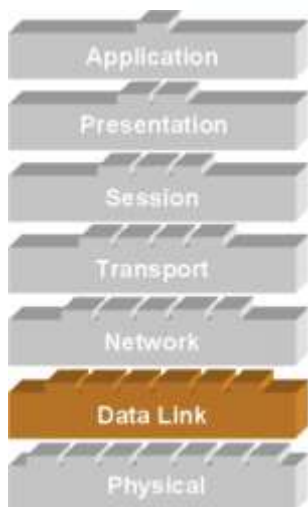 Application
Presentation
Session
Transport
Network
Data Link
Physical